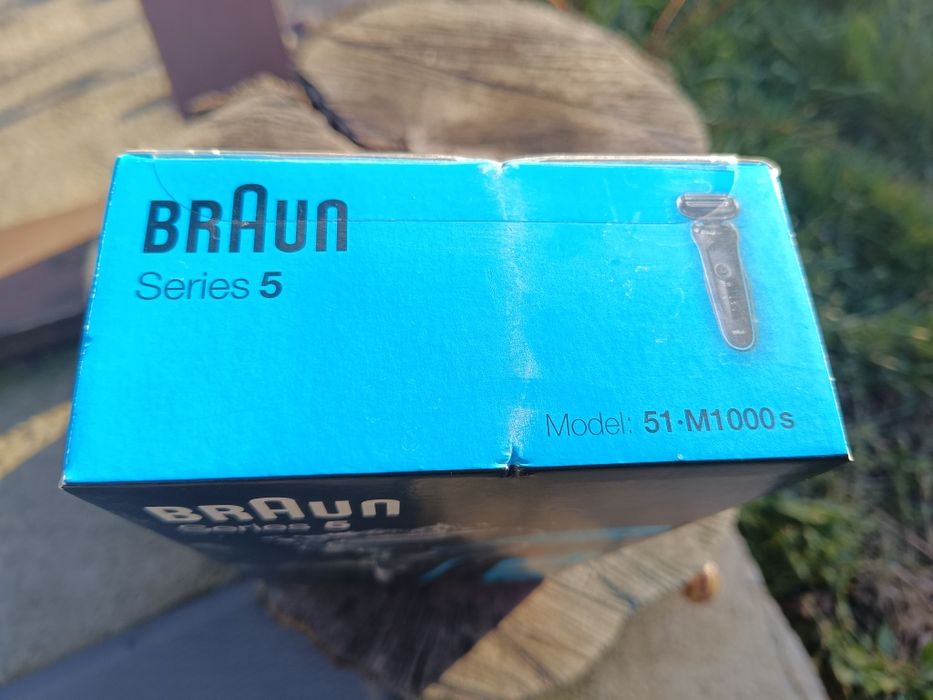 BRAUN
Series 5
Model: 51·M1000s
BRAUN
Series 5